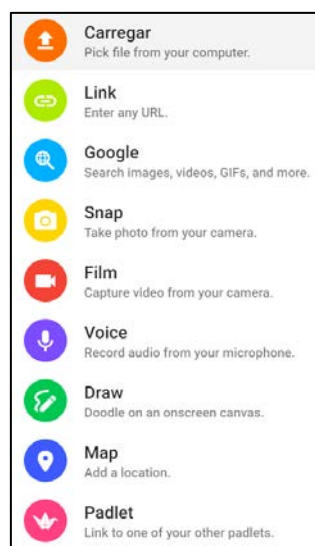 Carregar
Pick file from your computer.
Link
Enter any URL.
Google
Search images, videos, GIFs, and more.
Snap
Take photo from your camera.
Film
Capture video from your camera.
Voice
Record audio from your microphone.
Draw
Doodle on an onscreen canvas.
Map
Add a location.
Padlet
Link to one of your other padlets.